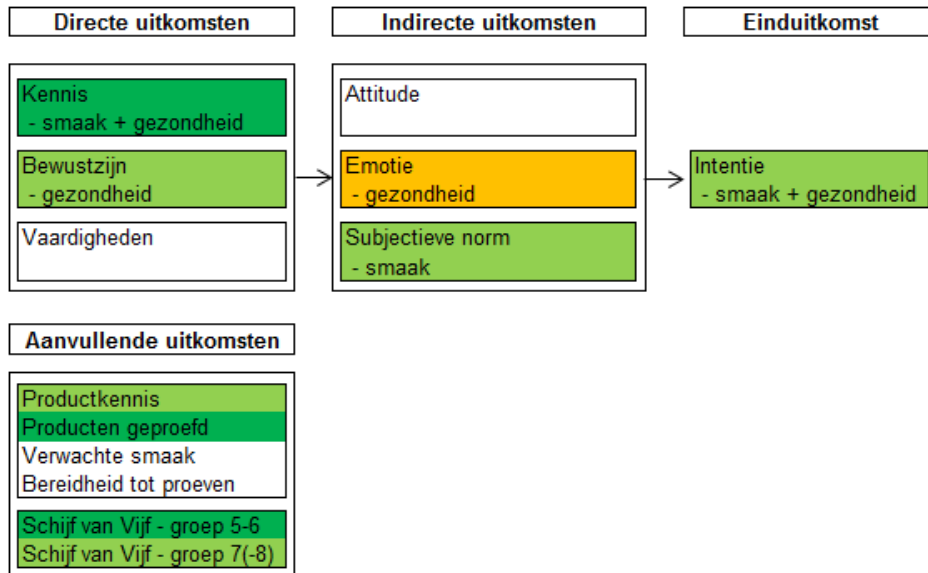 Directe uitkomsten
Indirecte uitkomsten
Einduitkomst
Kennis
- smaak + gezondheid
Bewustzijn
- gezondheid
Vaardigheden
Attitude
Emotie
- gezondheid
Subjectieve norm
- smaak
Intentie
- smaak + gezondheid
Aanvullende uitkomsten
Productkennis
Producten geproefd
Verwachte smaak
Bereidheid tot proeven
Schijf van Vijf - groep 5-6
Schijf van Vijf - groep 7(-8)